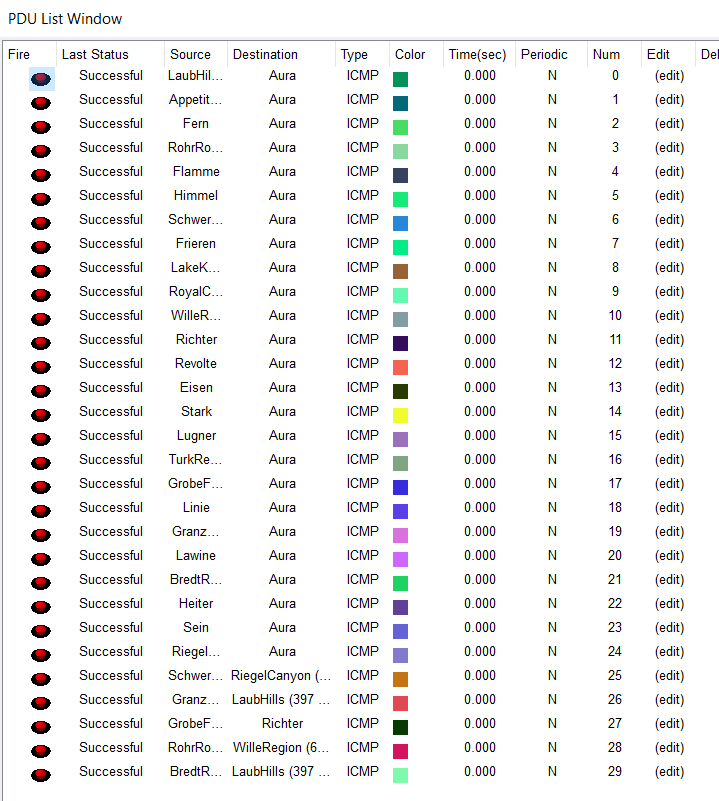 PDU List Window
Fire Last Status Source Destination Type Color Time(sec) Periodic Num Edit Del
Successful LaubHil... Aura ICMP 0.000 N 0 (edit)
Successful Appetit... Aura ICMP 0.000 N 1 (edit)
Successful Fern Aura ICMP 0.000 N 2 (edit)
Successful RohrRo... Aura ICMP 0.000 N 3 (edit)
Successful Flamme Aura ICMP 0.000 N 4 (edit)
Successful Himmel Aura ICMP 0.000 N 5 (edit)
Successful Schwer... Aura ICMP 0.000 N 6 (edit)
Successful Frieren Aura ICMP 0.000 N 7 (edit)
Successful LakeK... Aura ICMP 0.000 N 8 (edit)
Successful RoyalC... Aura ICMP 0.000 N 9 (edit)
Successful WilleR... Aura ICMP 0.000 N 10 (edit)
Successful Richter Aura ICMP 0.000 N 11 (edit)
Successful Revolte Aura ICMP 0.000 N 12 (edit)
Successful Eisen Aura ICMP 0.000 N 13 (edit)
Successful Stark Aura ICMP 0.000 N 14 (edit)
Successful Lugner Aura ICMP 0.000 N 15 (edit)
Successful TurkRe... Aura ICMP 0.000 N 16 (edit)
Successful GrobeF... Aura ICMP 0.000 N 17 (edit)
Successful Linie Aura ICMP 0.000 N 18 (edit)
Successful Granz... Aura ICMP 0.000 N 19 (edit)
Successful Lawine Aura ICMP 0.000 N 20 (edit)
Successful BredtR... Aura ICMP 0.000 N 21 (edit)
Successful Heiter Aura ICMP 0.000 N 22 (edit)
Successful Sein Aura ICMP 0.000 N 23 (edit)
Successful Riegel... Aura ICMP 0.000 N 24 (edit)
Successful Schwer... RiegelCanyon (... ICMP 0.000 N 25 (edit)
Successful Granz... LaubHills (397 ... ICMP 0.000 N 26 (edit)
Successful GrobeF... Richter ICMP 0.000 N 27 (edit)
Successful RohrRo... WilleRegion (6... ICMP 0.000 N 28 (edit)
Successful BredtR... LaubHills (397 ... ICMP 0.000 N 29 (edit)